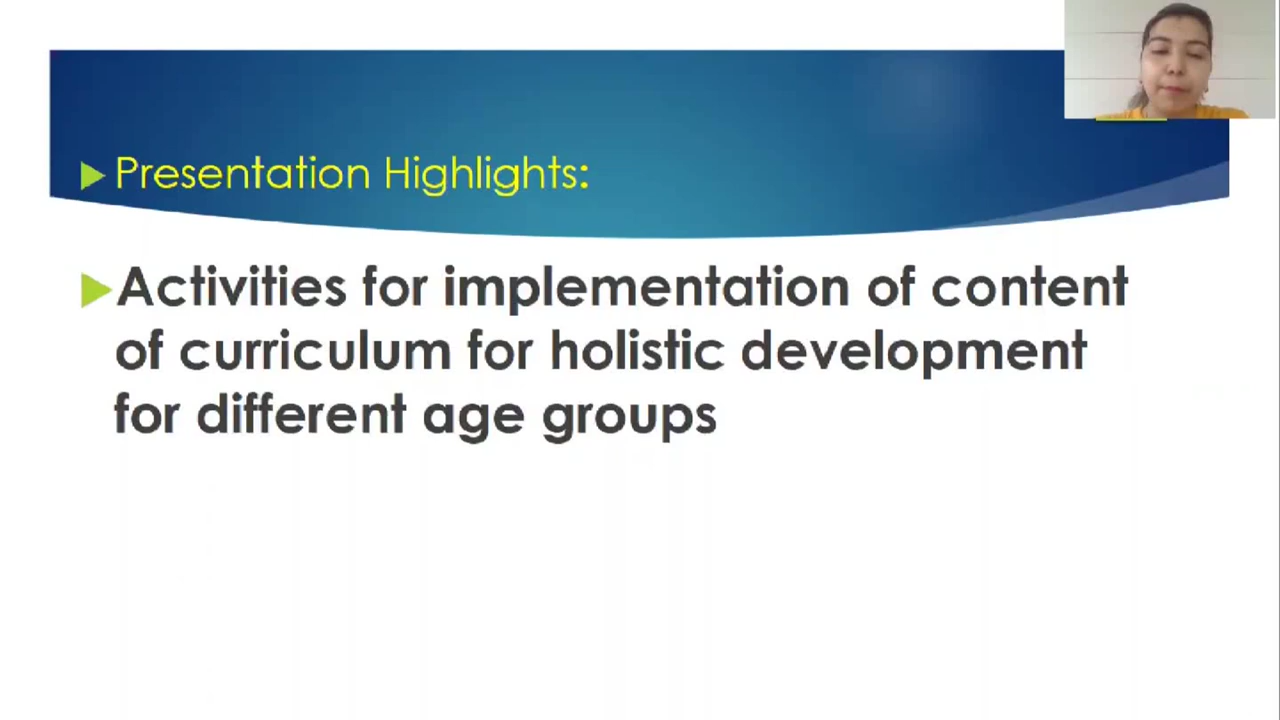 Presentation Highlights:
Activities for implementation of content
of curriculum for holistic development
for different age groups